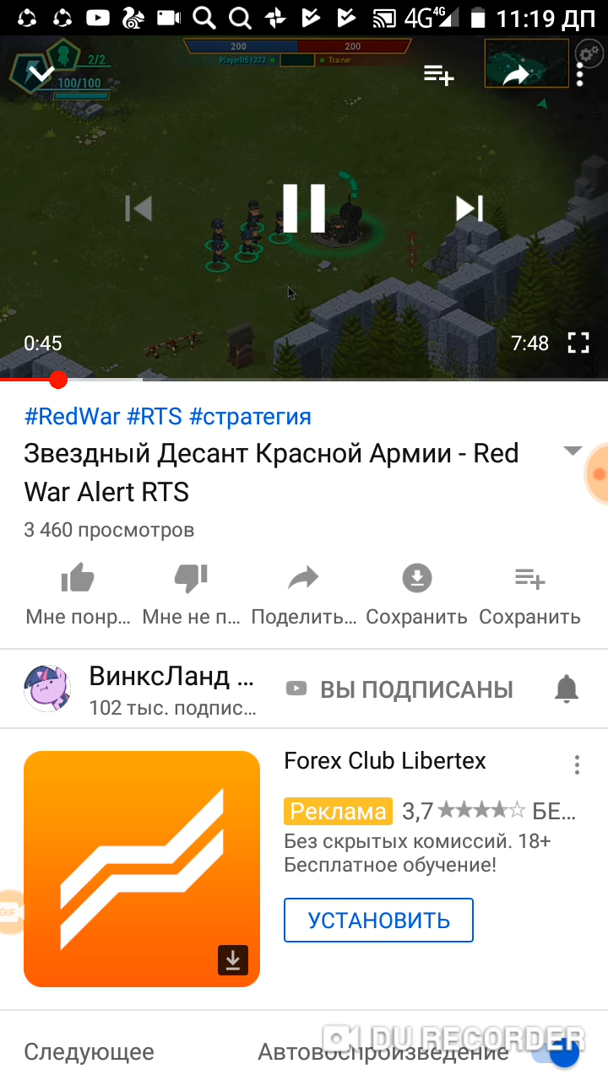 4G 4G 11:19 ДП
2/2
100/100
200 200
Trainer
0:45 7:48
#RedWar #RTS #стратегия
Звездный Десант Красной Армии - Red
War Alert RTS
3 460 просмотров
Мне понр... Мне не п... Поделить... Сохранить Сохранить
ВинксЛанд ...
102 тыс. подпис...
ВЫ ПОДПИСАНЫ
Forex Club Libertex
Реклама 3,7 БЕ...
Без скрытых комиссий. 18+
Бесплатное обучение!
УСТАНОВИТЬ
GIF
DU RECORDER
Следующее Автовоспроизведение